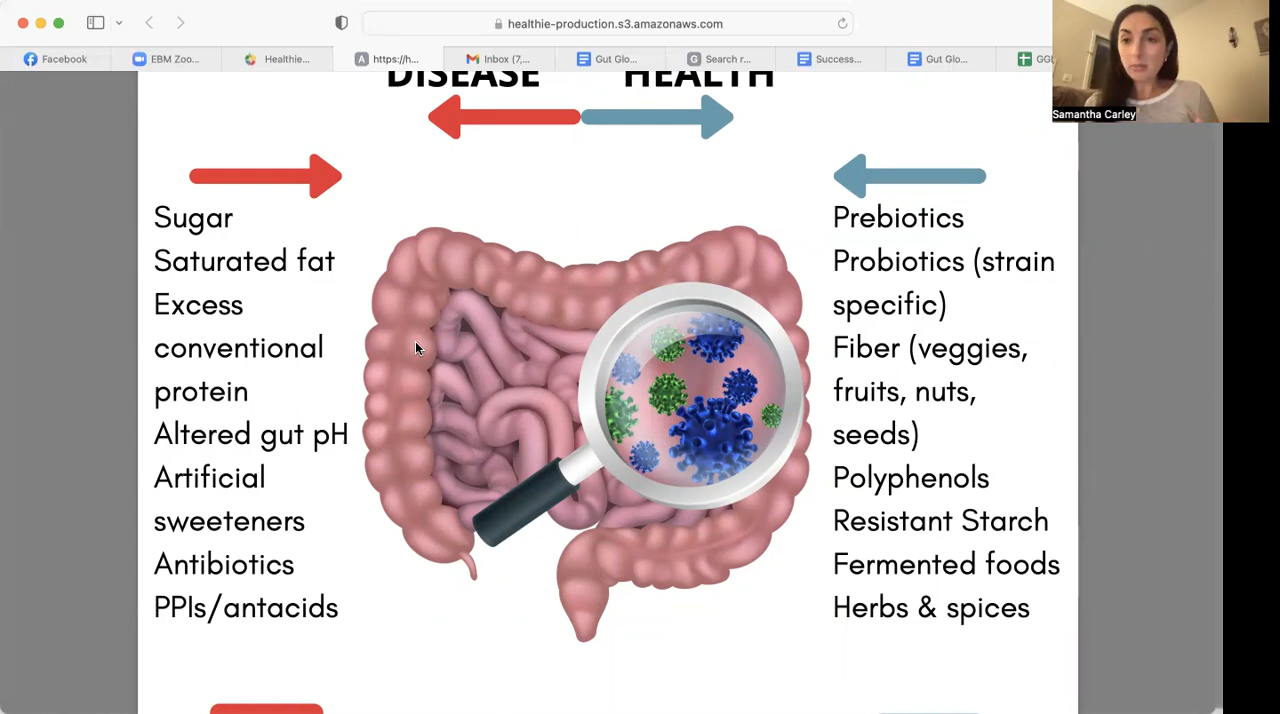 healthie-production.s3.amazonaws.com
Facebook
EBM Zoo...
Healthie...
https://h...
Inbox (7,...
Gut Glo...
Search r...
Success...
Gut Glo...
GGL
Samantha Carley
DISEASE HEALTH
Sugar
Saturated fat
Excess
conventional
protein
Altered gut pH
Artificial
sweeteners
Antibiotics
PPIs/antacids
Prebiotics
Probiotics (strain
specific)
Fiber (veggies,
fruits, nuts,
seeds)
Polyphenols
Resistant Starch
Fermented foods
Herbs & spices